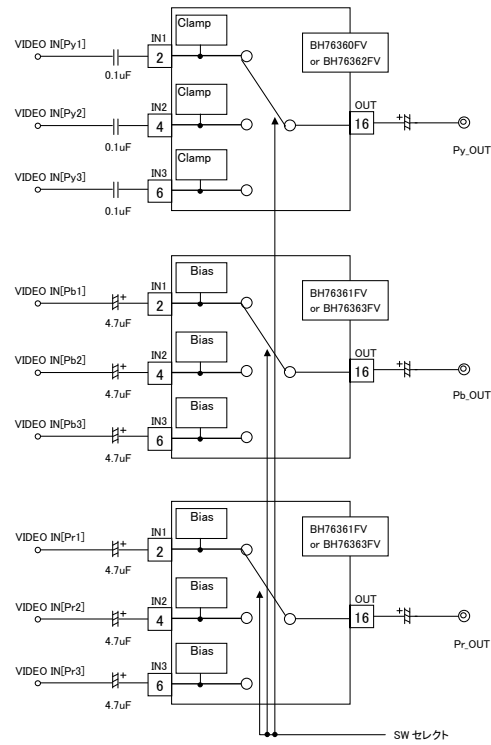 Clamp
IN1
VIDEO IN[Py1]
2
0.1uF
BH76360FV
or BH76362FV
Clamp
IN2
VIDEO IN[Py2]
4
0.1uF
OUT
16
+
Py_OUT
Clamp
IN3
VIDEO IN[Py3]
6
0.1uF
Bias
IN1
VIDEO IN[Pb1]
+
2
4.7uF
BH76361FV
or BH76363FV
Bias
IN2
VIDEO IN[Pb2]
+
4
4.7uF
OUT
16
+
Pb_OUT
Bias
IN3
VIDEO IN[Pb3]
+
6
4.7uF
Bias
IN1
VIDEO IN[Pr1]
+
2
4.7uF
BH76361FV
or BH76363FV
Bias
IN2
VIDEO IN[Pr2]
+
4
4.7uF
OUT
16
+
Pr_OUT
Bias
IN3
VIDEO IN[Pr3]
+
6
4.7uF
SW セレクト